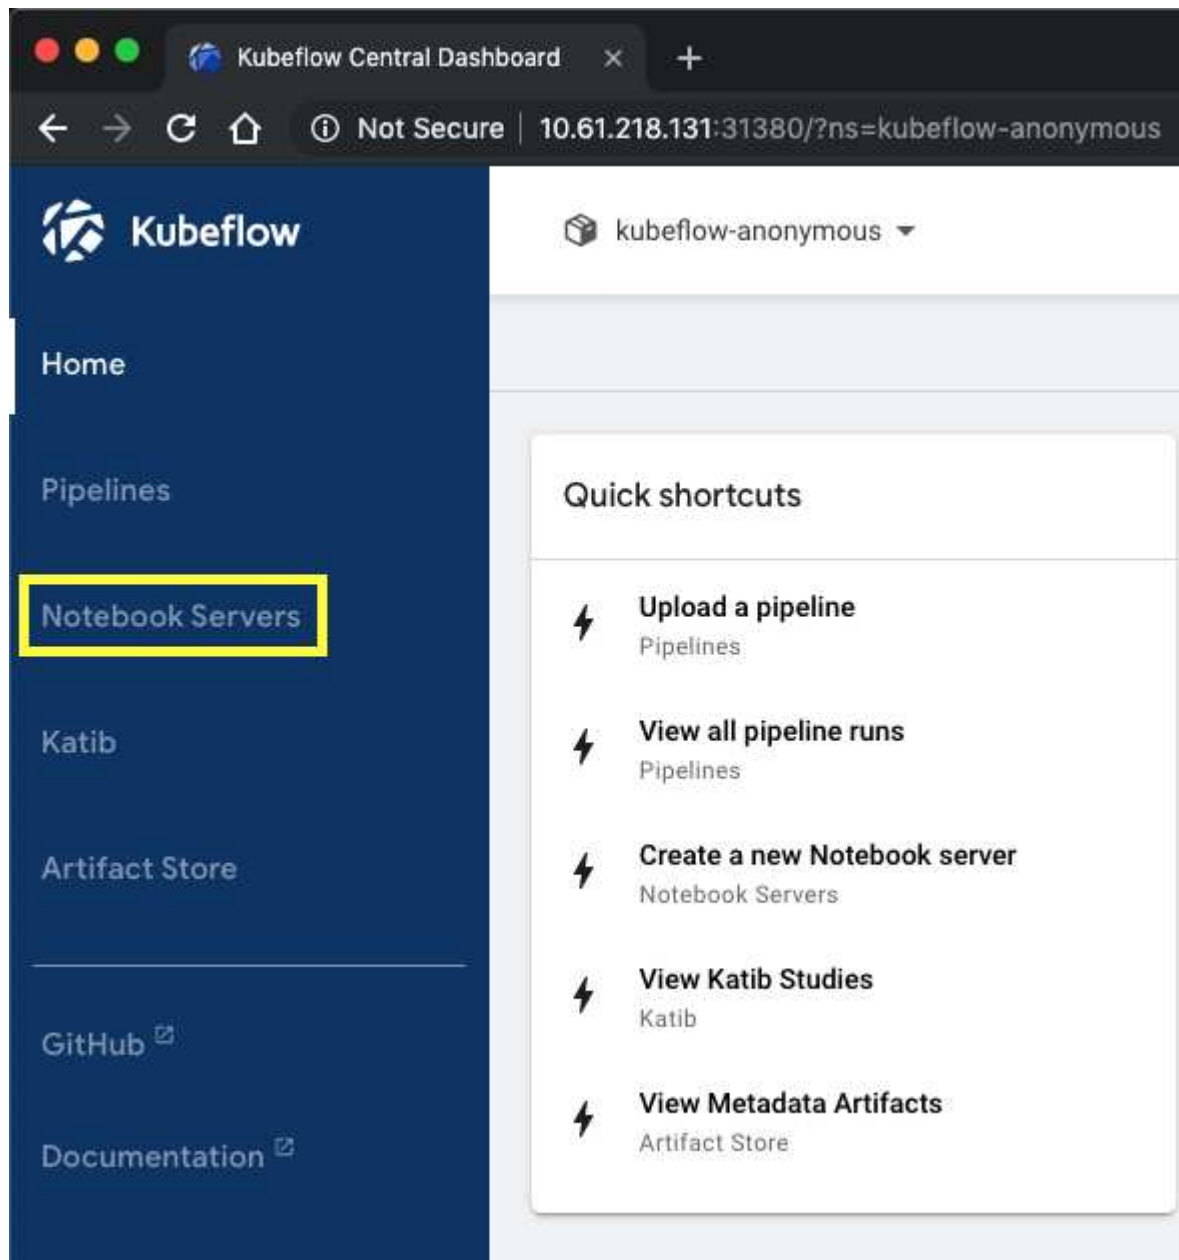 Kubeflow Central Dashboard
Not Secure | 10.61.218.131:31380/?ns=kubeflow-anonymous
Kubeflow
kubeflow-anonymous
Home
Pipelines
Notebook Servers
Katib
Artifact Store
GitHub
Documentation
Quick shortcuts
Upload a pipeline
Pipelines
View all pipeline runs
Pipelines
Create a new Notebook server
Notebook Servers
View Katib Studies
Katib
View Metadata Artifacts
Artifact Store